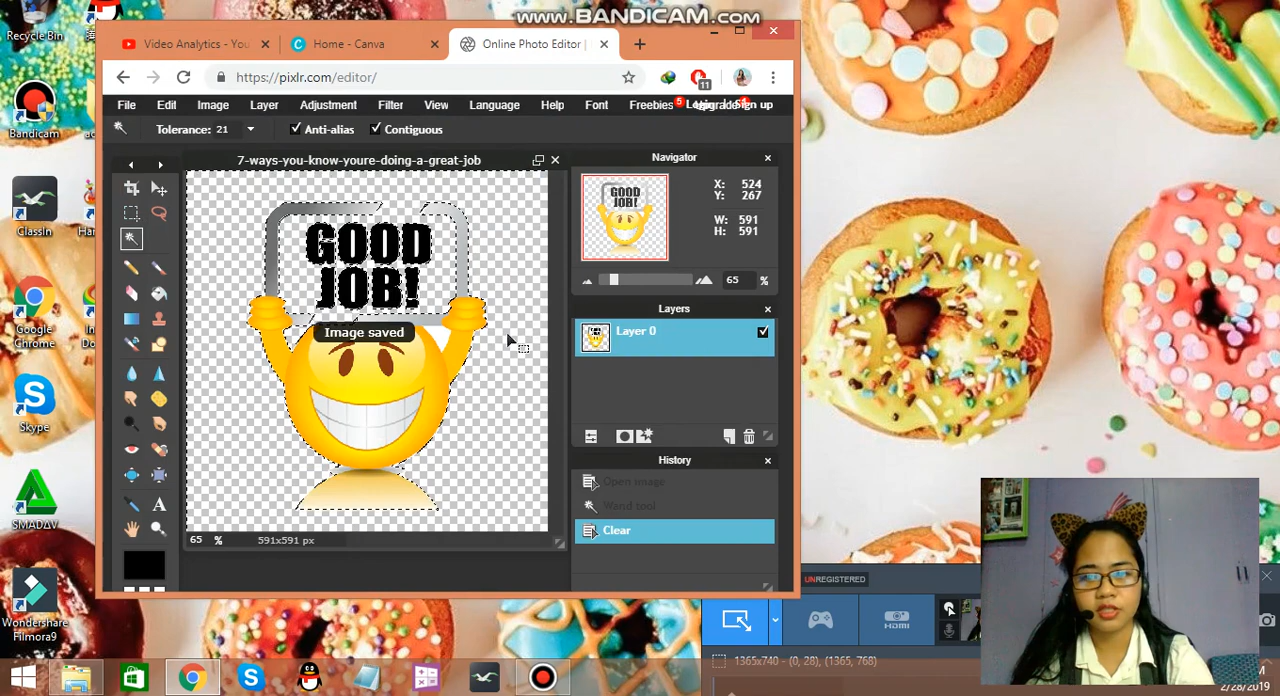 WWW.BANDICAM.COM
Recycle Bin
Video Analytics - You
Home - Canva
Online Photo Editor |
https://pixlr.com/editor/
11
File Edit Image Layer Adjustment Filter View Language Help Font Freebies 5 Sign up
Tolerance: 21 Anti-alias Contiguous
7-ways-you-know-youre-doing-a-great-job
Navigator
GOOD
JOB!
X: 524
Y: 267
W: 591
H: 591
65 %
GOOD
JOB!
Image saved
Layers
Layer 0
History
Open image
Wand tool
Clear
65 % 591x591 px
Bandicam
ClassIn
Google
Chrome
Skype
SMADAV
Wondershare
Filmora9
UNREGISTERED
HDMI
1365x740 - (0, 28), (1365, 768)
2/28/2019